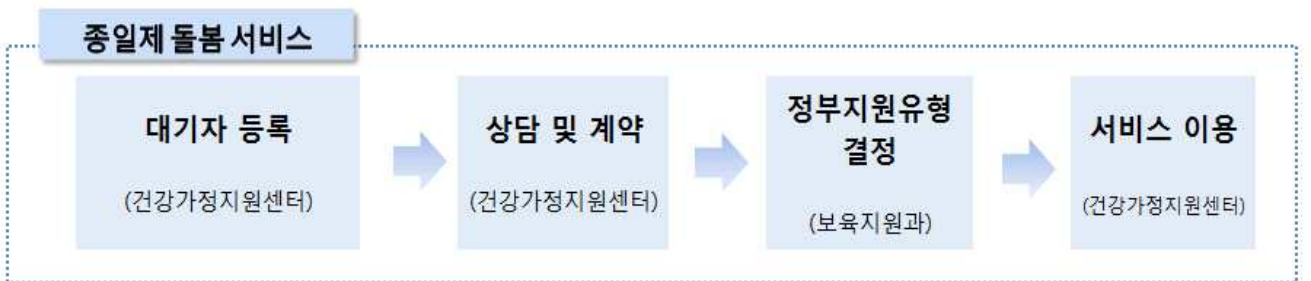 종일제 돌봄 서비스
대기자 등록
(건강가정지원센터)
상담 및 계약
(건강가정지원센터)
정부지원유형
결정
(보육지원과)
서비스 이용
(건강가정지원센터)